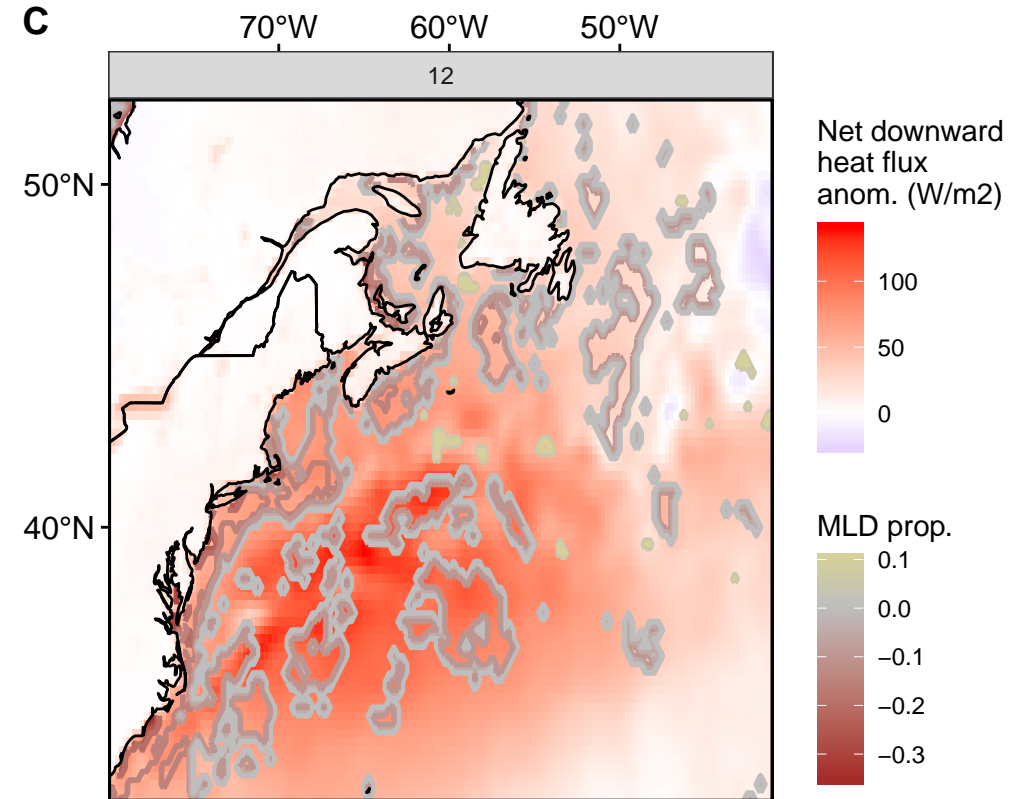 C
70°W 60°W 50°W
12
50°N
40°N
Net downward
heat flux
anom. (W/m2)
100
50
0
MLD prop.
0.1
0.0
−0.1
−0.2
−0.3